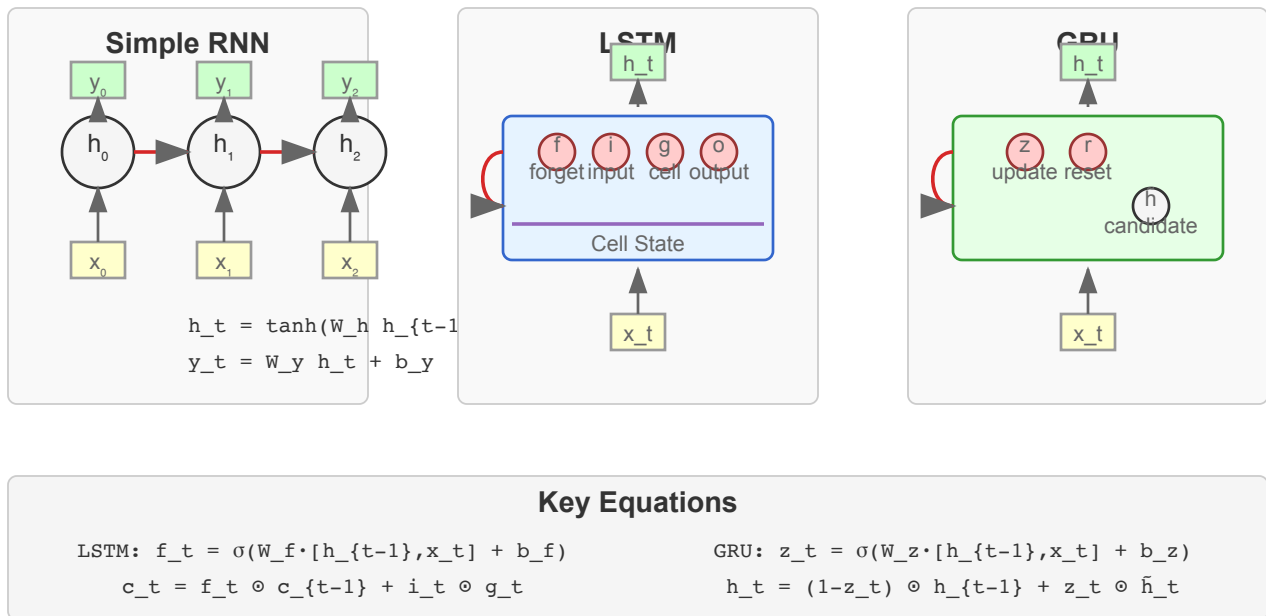 Simple RNN
y₀ y₁ y₂
h₀ h₁ h₂
x₀ x₁ x₂
h_t = tanh(W_h h_{t-1
y_t = W_y h_t + b_y
LSTM
h_t
f i g o
forget input cell output
Cell State
x_t
GRU
h_t
z r
update reset
h
candidate
x_t
Key Equations
LSTM: f_t = σ(W_f·[h_{t-1},x_t] + b_f)
c_t = f_t ⊙ c_{t-1} + i_t ⊙ g_t
GRU: z_t = σ(W_z·[h_{t-1},x_t] + b_z)
h_t = (1-z_t) ⊙ h_{t-1} + z_t ⊙ h̃_t